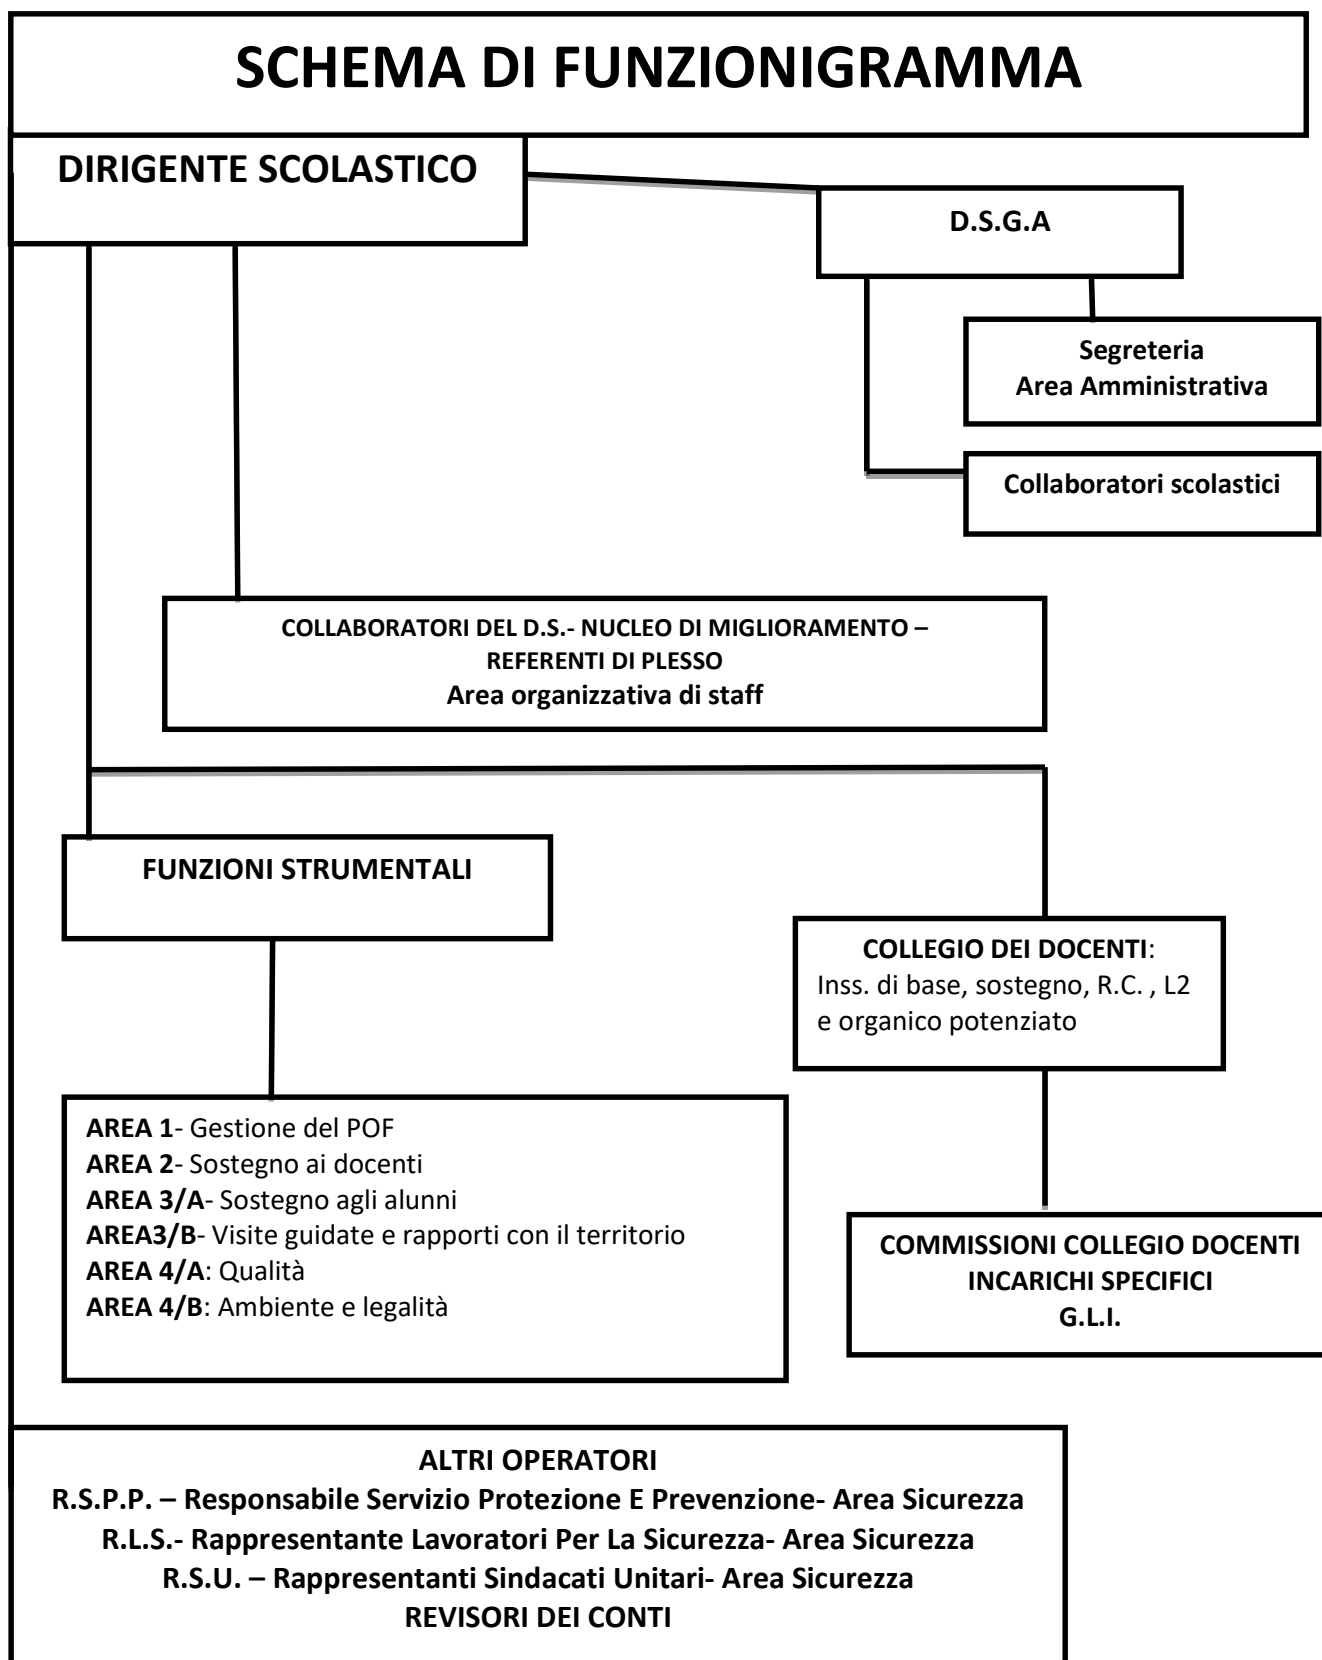 SCHEMA DI FUNZIONIGRAMMA
DIRIGENTE SCOLASTICO
D.S.G.A
Segreteria
Area Amministrativa
Collaboratori scolastici
COLLABORATORI DEL D.S.- NUCLEO DI MIGLIORAMENTO –
REFERENTI DI PLESSO
Area organizzativa di staff
FUNZIONI STRUMENTALI
COLLEGIO DEI DOCENTI:
Inss. di base, sostegno, R.C. , L2
e organico potenziato
AREA 1- Gestione del POF
AREA 2- Sostegno ai docenti
AREA 3/A- Sostegno agli alunni
AREA3/B- Visite guidate e rapporti con il territorio
AREA 4/A: Qualità
AREA 4/B: Ambiente e legalità
COMMISSIONI COLLEGIO DOCENTI
INCARICHI SPECIFICI
G.L.I.
ALTRI OPERATORI
R.S.P.P. – Responsabile Servizio Protezione E Prevenzione- Area Sicurezza
R.L.S.- Rappresentante Lavoratori Per La Sicurezza- Area Sicurezza
R.S.U. – Rappresentanti Sindacati Unitari- Area Sicurezza
REVISORI DEI CONTI